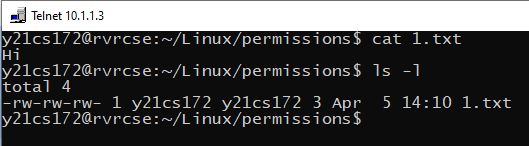 Telnet 10.1.1.3
y21cs172@rvrcse:~/Linux/permissions$ cat 1.txt
Hi
y21cs172@rvrcse:~/Linux/permissions$ ls -l
total 4
-rw-rw-rw- 1 y21cs172 y21cs172 3 Apr  5 14:10 1.txt
y21cs172@rvrcse:~/Linux/permissions$